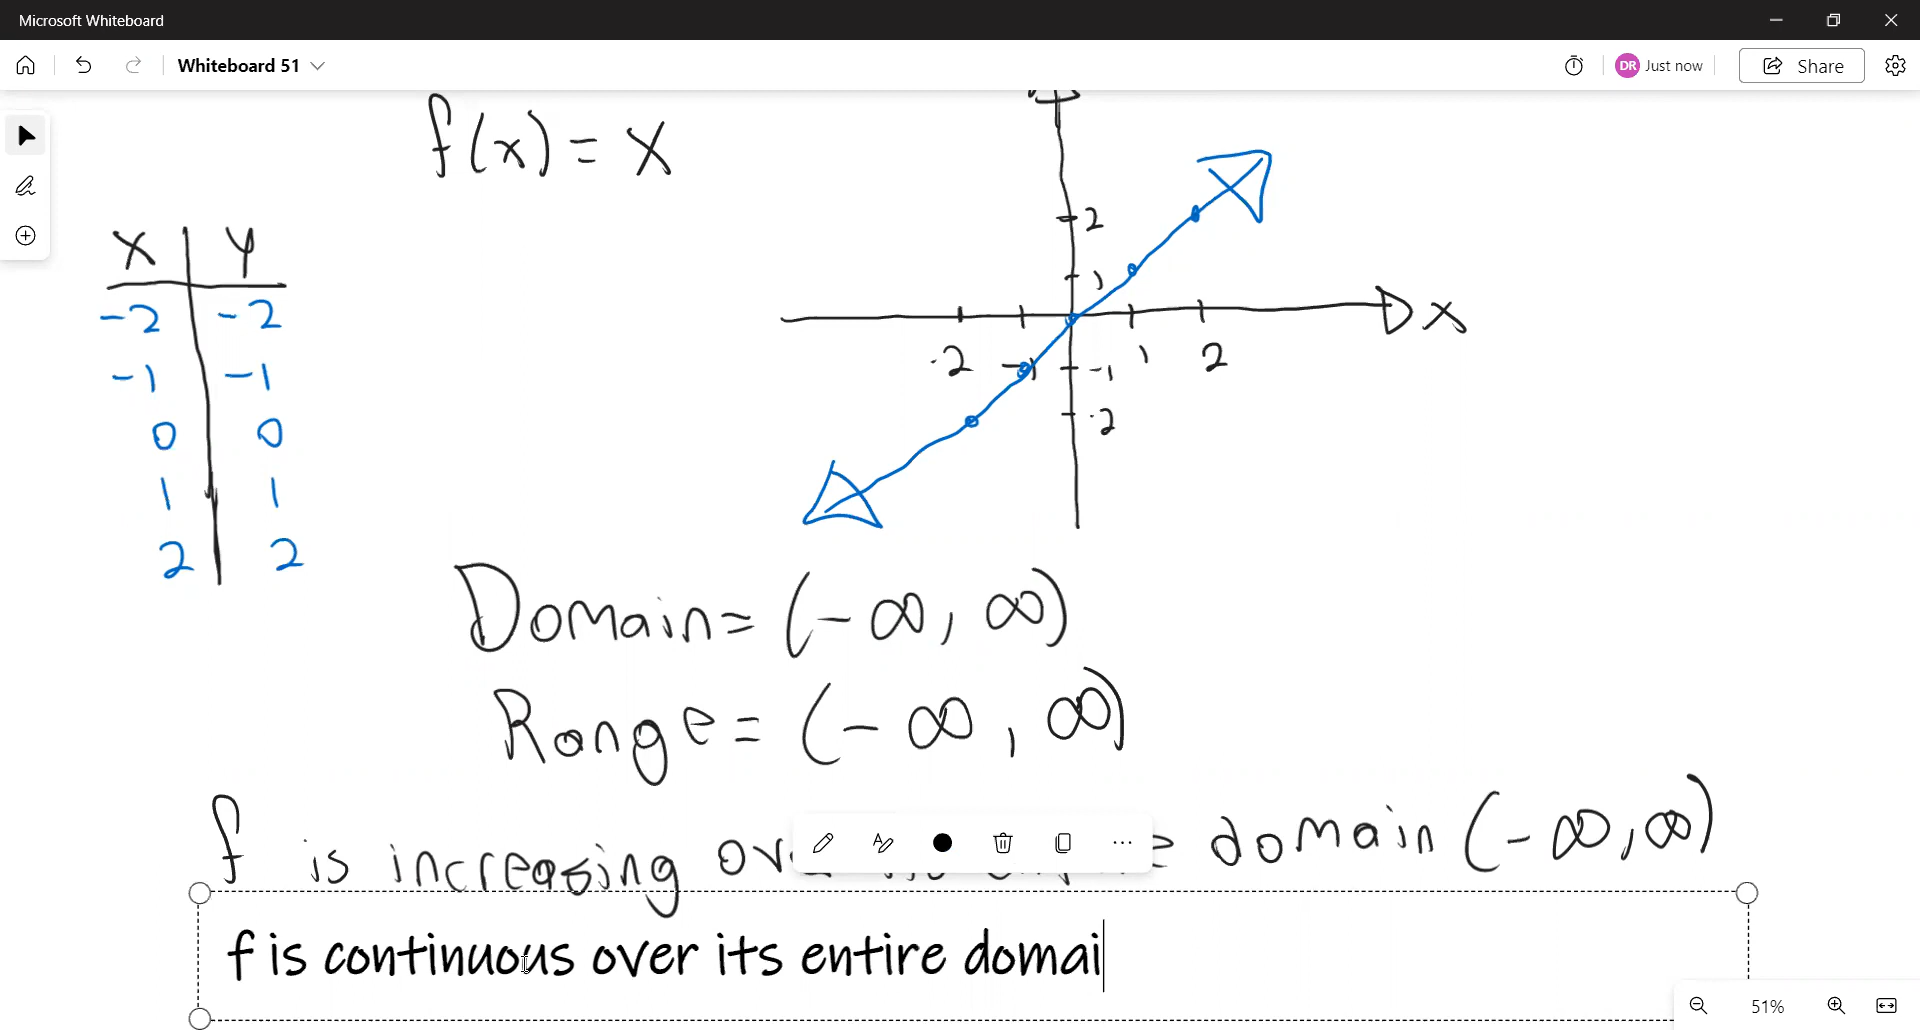 Microsoft Whiteboard
Whiteboard 51
DR Just now
Share
f(x) = x
x y
-2 -2
-1 -1
0 0
1 1
2 2
2
1
x
-2 -1 1 2
-1
-2
Domain = (-∞, ∞)
Range = (-∞, ∞)
f is increasing domain (-∞, ∞)
f is continuous over its entire domai
51%